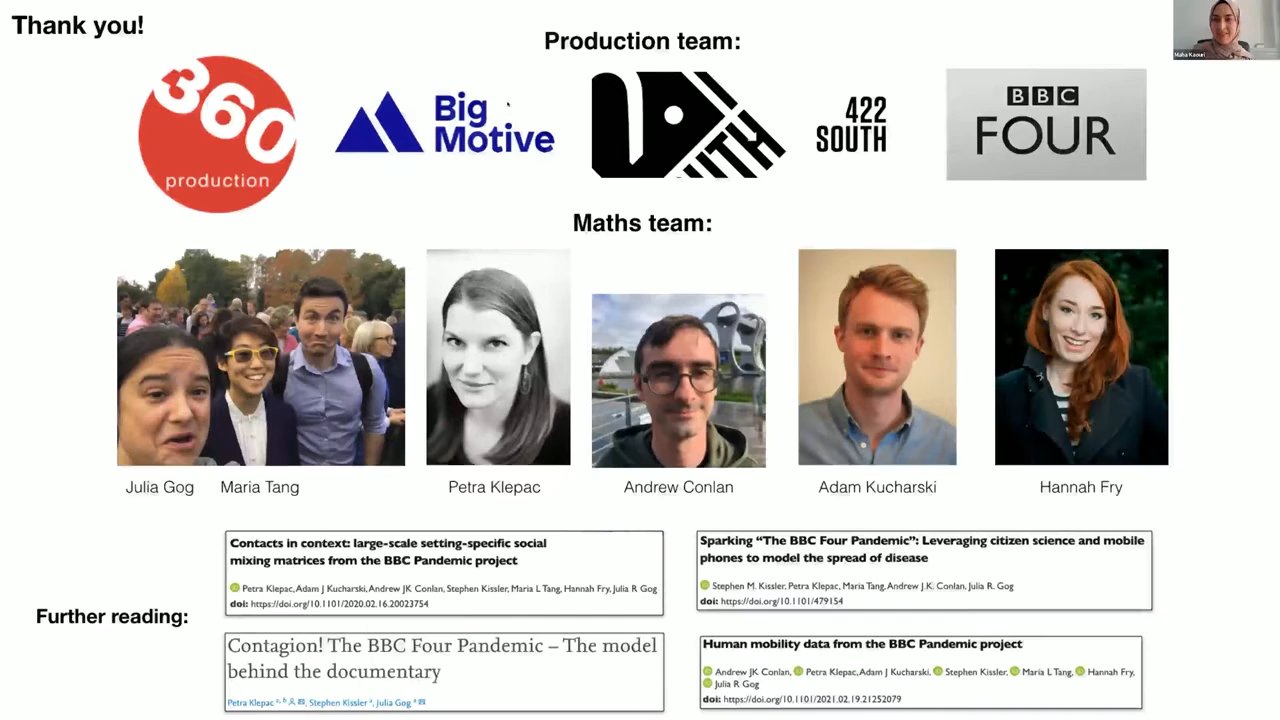 Thank you!
Maha Kaouri
Production team:
360
production
Big
Motive
422
SOUTH
BBC
FOUR
Maths team:
Julia Gog
Maria Tang
Petra Klepac
Andrew Conlan
Adam Kucharski
Hannah Fry
Further reading:
Contacts in context: large-scale setting-specific social
mixing matrices from the BBC Pandemic project
Petra Klepac, Adam J Kucharski, Andrew JK Conlan, Stephen Kissler, Maria L Tang, Hannah Fry, Julia R Gog
doi: https://doi.org/10.1101/2020.02.16.20023754
Sparking “The BBC Four Pandemic”: Leveraging citizen science and mobile
phones to model the spread of disease
Stephen M. Kissler, Petra Klepac, Maria Tang, Andrew J.K. Conlan, Julia R. Gog
doi: https://doi.org/10.1101/479154
Contagion! The BBC Four Pandemic – The model
behind the documentary
Petra Klepac a, b, Stephen Kissler a, Julia Gog a
Human mobility data from the BBC Pandemic project
Andrew JK Conlan, Petra Klepac, Adam J Kucharski, Stephen Kissler, Maria L Tang, Hannah Fry,
Julia R Gog
doi: https://doi.org/10.1101/2021.02.19.21252079